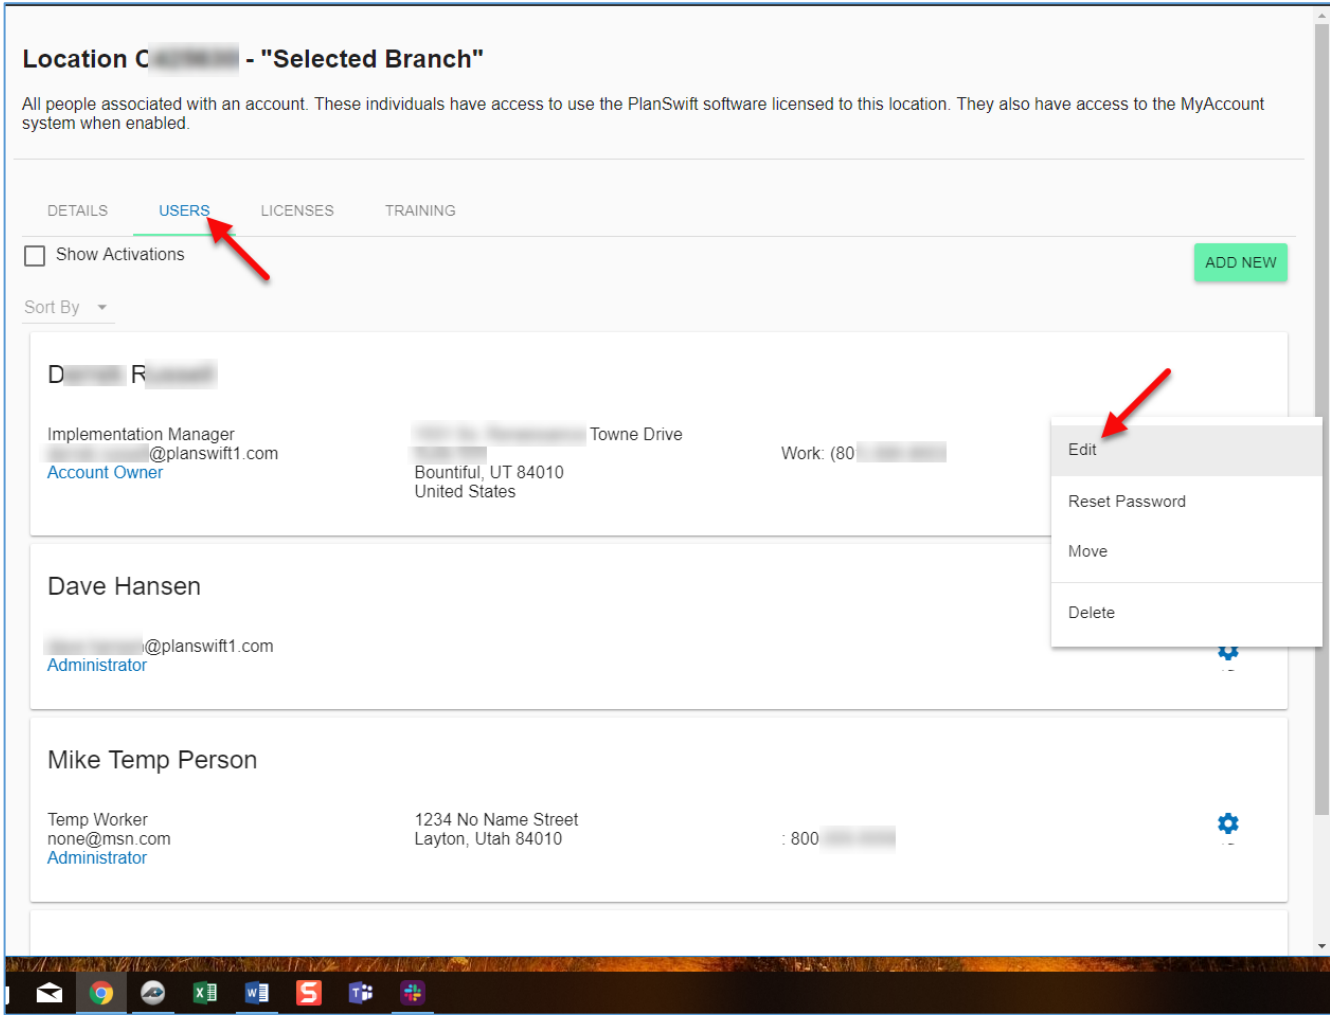 Location C - "Selected Branch"
All people associated with an account. These individuals have access to use the PlanSwift software licensed to this location. They also have access to the MyAccount
system when enabled.
DETAILS USERS LICENSES TRAINING
Show Activations
ADD NEW
Sort By
D R
Implementation Manager
@planswift1.com
Account Owner
Towne Drive
Bountiful, UT 84010
United States
Work: (80
Edit
Reset Password
Move
Delete
Dave Hansen
@planswift1.com
Administrator
Mike Temp Person
Temp Worker
none@msn.com
Administrator
1234 No Name Street
Layton, Utah 84010
: 800